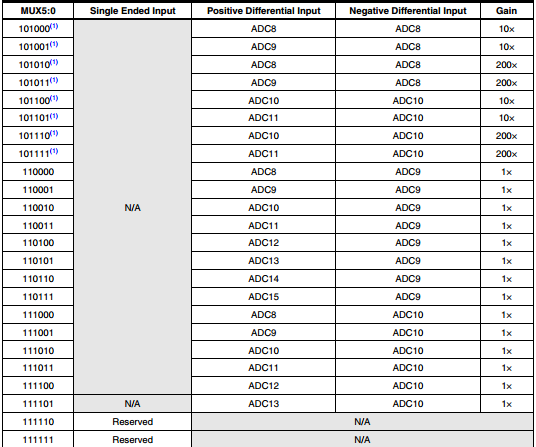 MUX5:0 Single Ended Input Positive Differential Input Negative Differential Input Gain
101000(1) ADC8 ADC8 10×
101001(1) ADC9 ADC8 10×
101010(1) ADC8 ADC8 200×
101011(1) ADC9 ADC8 200×
101100(1) ADC10 ADC10 10×
101101(1) ADC11 ADC10 10×
101110(1) ADC10 ADC10 200×
101111(1) ADC11 ADC10 200×
110000 ADC8 ADC9 1×
110001 ADC9 ADC9 1×
110010 N/A ADC10 ADC9 1×
110011 ADC11 ADC9 1×
110100 ADC12 ADC9 1×
110101 ADC13 ADC9 1×
110110 ADC14 ADC9 1×
110111 ADC15 ADC9 1×
111000 ADC8 ADC10 1×
111001 ADC9 ADC10 1×
111010 ADC10 ADC10 1×
111011 ADC11 ADC10 1×
111100 ADC12 ADC10 1×
111101 N/A ADC13 ADC10 1×
111110 Reserved N/A
111111 Reserved N/A